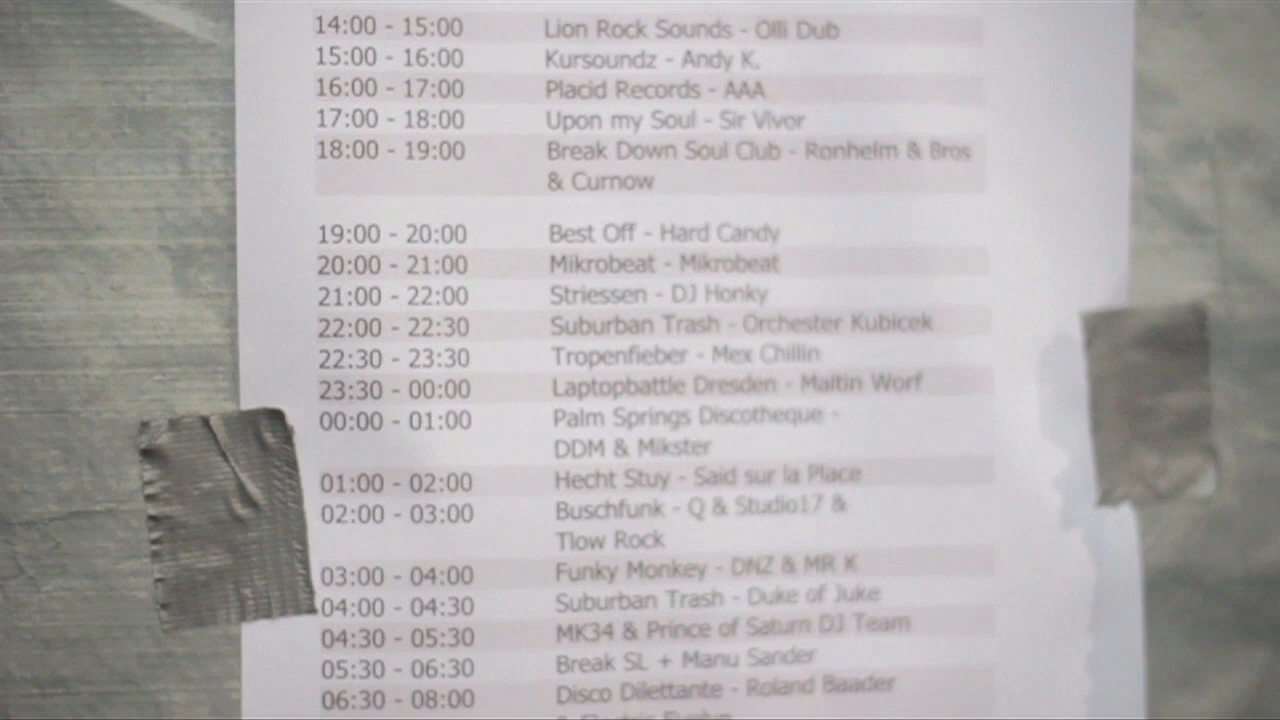 14:00 - 15:00 Lion Rock Sounds - Olli Dub
15:00 - 16:00 Kursoundz - Andy K.
16:00 - 17:00 Placid Records - AAA
17:00 - 18:00 Upon my Soul - Sir Vivor
18:00 - 19:00 Break Down Soul Club - Ronhelm & Bros
& Curnow
19:00 - 20:00 Best Off - Hard Candy
20:00 - 21:00 Mikrobeat - Mikrobeat
21:00 - 22:00 Striessen - DJ Honky
22:00 - 22:30 Suburban Trash - Orchester Kubicek
22:30 - 23:30 Tropenfieber - Mex Chillin
23:30 - 00:00 Laptopbattle Dresden - Maitin Worf
00:00 - 01:00 Palm Springs Discotheque -
DDM & Mikster
01:00 - 02:00 Hecht Stuy - Said sur la Place
02:00 - 03:00 Buschfunk - Q & Studio17 &
Tlow Rock
03:00 - 04:00 Funky Monkey - DNZ & MR K
04:00 - 04:30 Suburban Trash - Duke of Juke
04:30 - 05:30 MK34 & Prince of Saturn DJ Team
05:30 - 06:30 Break SL + Manu Sander
06:30 - 08:00 Disco Dilettante - Roland Baader